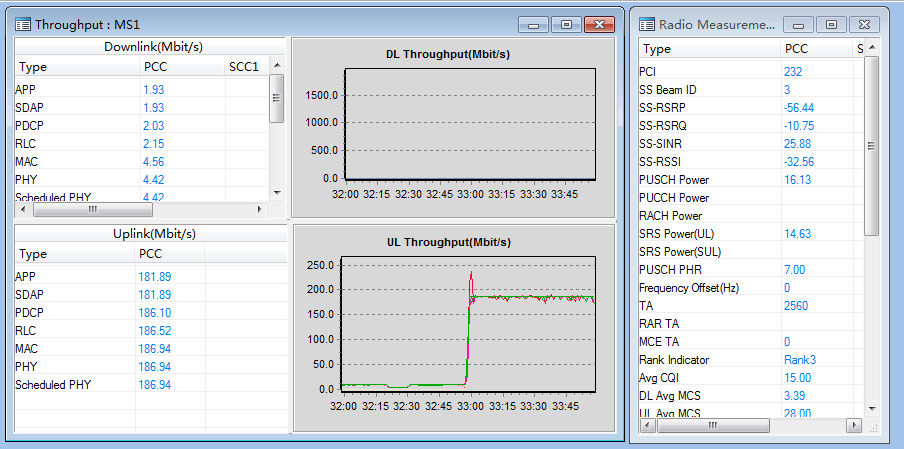 Throughput : MS1
Downlink(Mbit/s)
Type PCC SCC1
APP 1.93
SDAP 1.93
PDCP 2.03
RLC 2.15
MAC 4.56
PHY 4.42
Scheduled PHY 4.42
DL Throughput(Mbit/s)
1500.0
1000.0
500.0
0.0
32:00 32:15 32:30 32:45 33:00 33:15 33:30 33:45
Uplink(Mbit/s)
Type PCC
APP 181.89
SDAP 181.89
PDCP 186.10
RLC 186.52
MAC 186.94
PHY 186.94
Scheduled PHY 186.94
UL Throughput(Mbit/s)
250.0
200.0
150.0
100.0
50.0
0.0
32:00 32:15 32:30 32:45 33:00 33:15 33:30 33:45
Radio Measureme...
Type PCC S
PCI 232
SS Beam ID 3
SS-RSRP -56.44
SS-RSRQ -10.75
SS-SINR 25.88
SS-RSSI -32.56
PUSCH Power 16.13
PUCCH Power
RACH Power
SRS Power(UL) 14.63
SRS Power(SUL)
PUSCH PHR 7.00
Frequency Offset(Hz) 0
TA 2560
RAR TA
MCE TA 0
Rank Indicator Rank3
Avg CQI 15.00
DL Avg MCS 3.39
UL Avg MCS 28.00